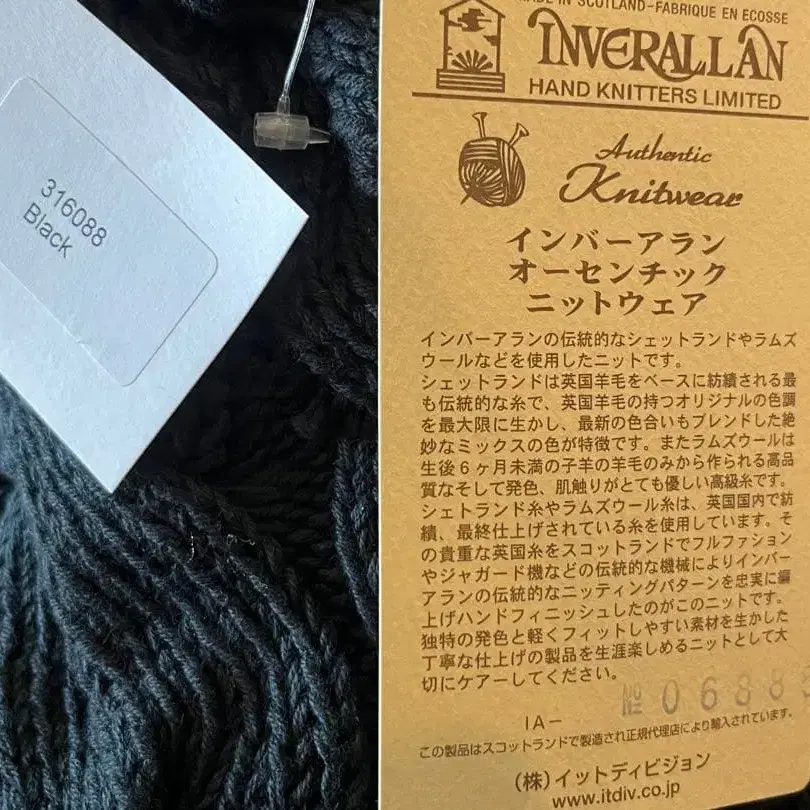 316088
Black
MADE IN SCOTLAND-FABRIQUE EN ECOSSE
INVERALLAN
HAND KNITTERS LIMITED
Authentic
Knitwear
インバーアラン
オーセンチック
ニットウェア
インバーアランの伝統的なシェットランドやラムズ
ウールなどを使用したニットです。
シェットランドは英国羊毛をベースに紡績される最
も伝統的な糸で、英国羊毛の持つオリジナルの色調
を最大限に生かし、最新の色合いもブレンドした絶
妙なミックスの色が特徴です。またラムズウールは
生後6ヶ月未満の子羊の羊毛のみから作られる高品
質なそして発色、肌触りがとても優しい高級糸です。
シェトランド糸やラムズウール糸は、英国国内で紡
績、最終仕上げされている糸を使用しています。そ
の貴重な英国糸をスコットランドでフルファッション
やジャガード機などの伝統的な機械によりインバー
アランの伝統的なニッティングパターンを忠実に編
上げハンドフィニッシュしたのがこのニットです。
独特の発色と軽くフィットしやすい素材を生かした
丁寧な仕上げの製品を生涯楽しめるニットとして大
切にケアーしてください。
№ 0688
IA-
この製品はスコットランドで製造され正規代理店により輸入されています。
(株)イットディビジョン
www.itdiv.co.jp